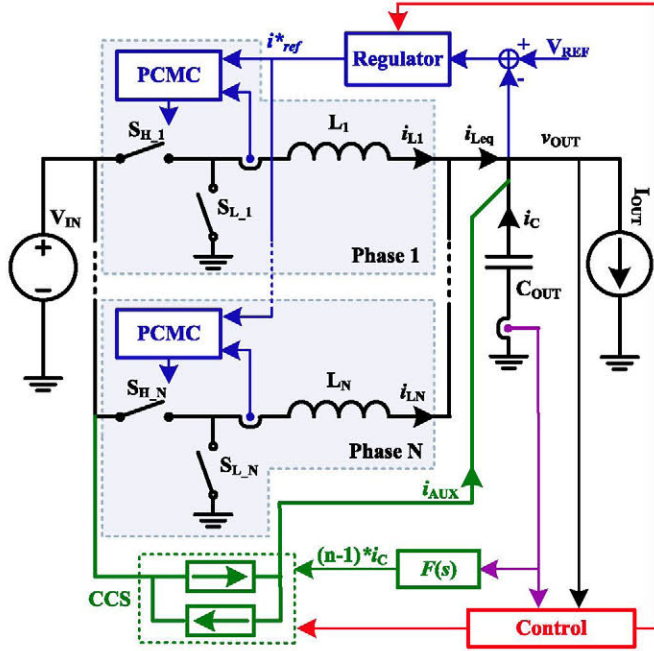 i*ref
PCMC
Regulator
VREF
+
-
SH_1
L1
iL1
iLeq
vOUT
SL_1
VIN
iC
IOUT
Phase 1
COUT
PCMC
SH_N
LN
iLN
SL_N
Phase N
iAUX
(n-1)*iC
F(s)
CCS
Control